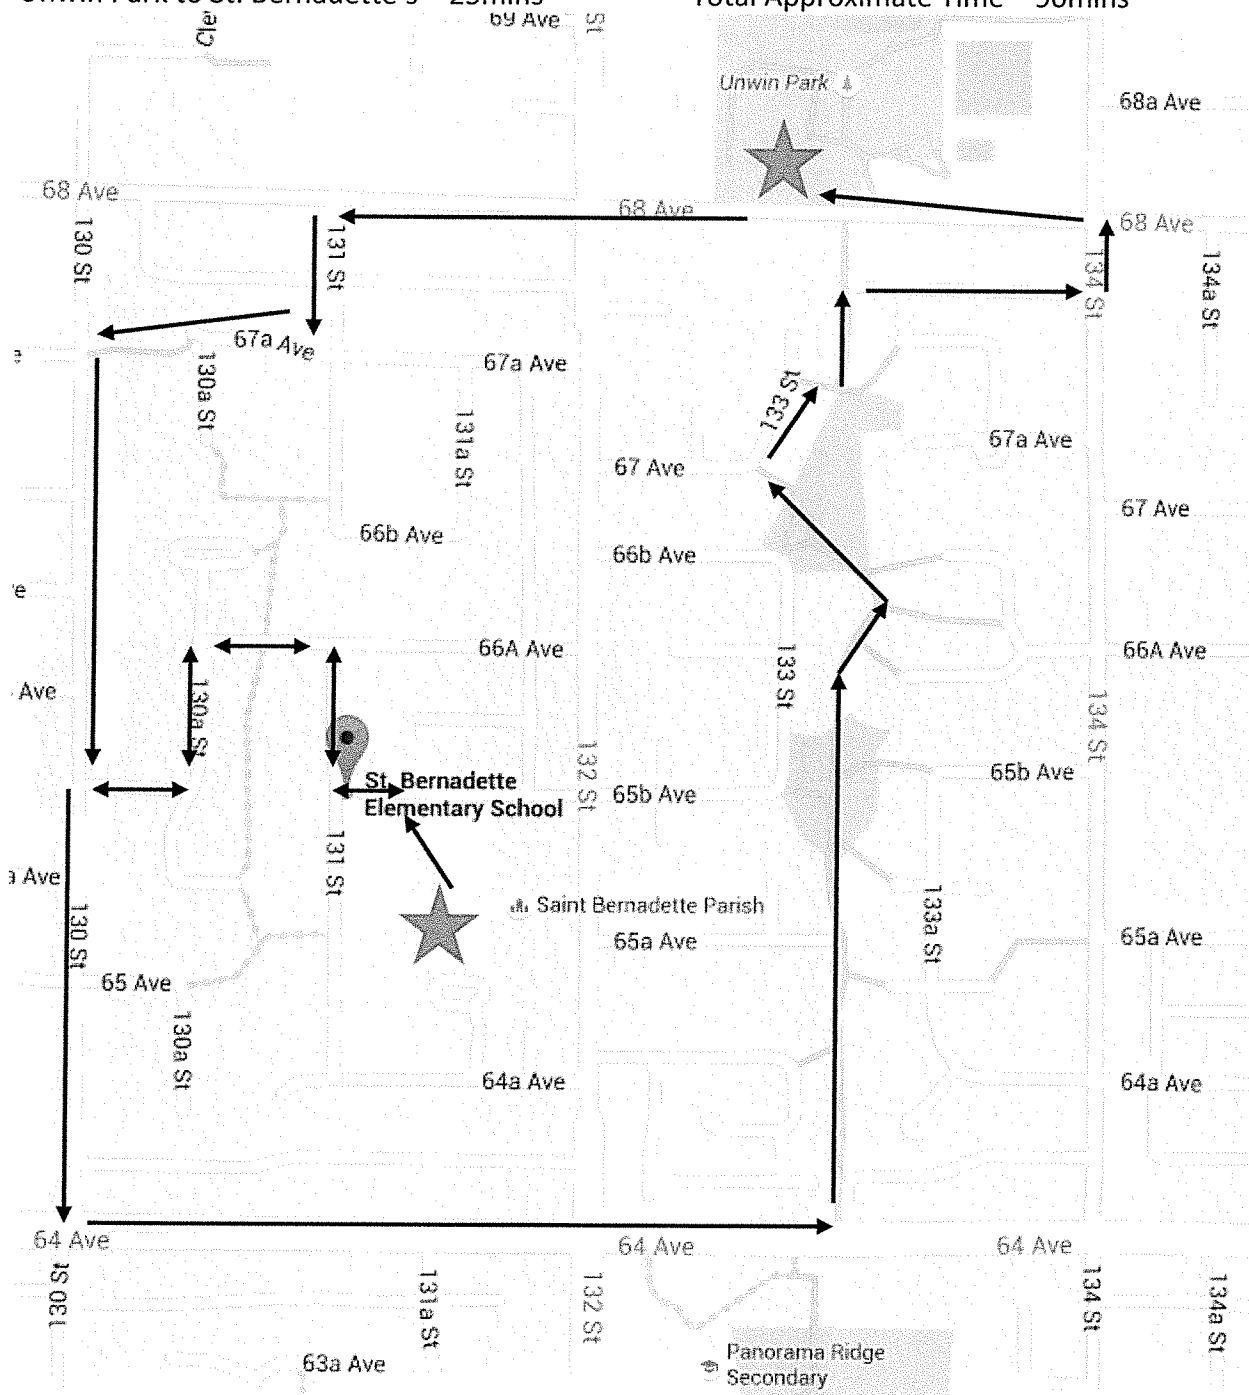 Unwin Park to St. Bernadette's – 25mins
Total Approximate Time – 90mins
69 Ave
St
Cle
Unwin Park
68a Ave
68 Ave
68 Ave
68 Ave
130 St
131 St
134 St
134a St
67a Ave
67a Ave
130a St
133 St
131a St
67a Ave
67 Ave
67 Ave
66b Ave
66b Ave
e
66A Ave
66A Ave
133 St
Ave
130a St
134 St
132 St
St. Bernadette
Elementary School
65b Ave
65b Ave
131 St
a Ave
133a St
Saint Bernadette Parish
130 St
65a Ave
65a Ave
65 Ave
130a St
64a Ave
64a Ave
64 Ave
64 Ave
64 Ave
130 St
131a St
132 St
134 St
134a St
63a Ave
Panorama Ridge
Secondary